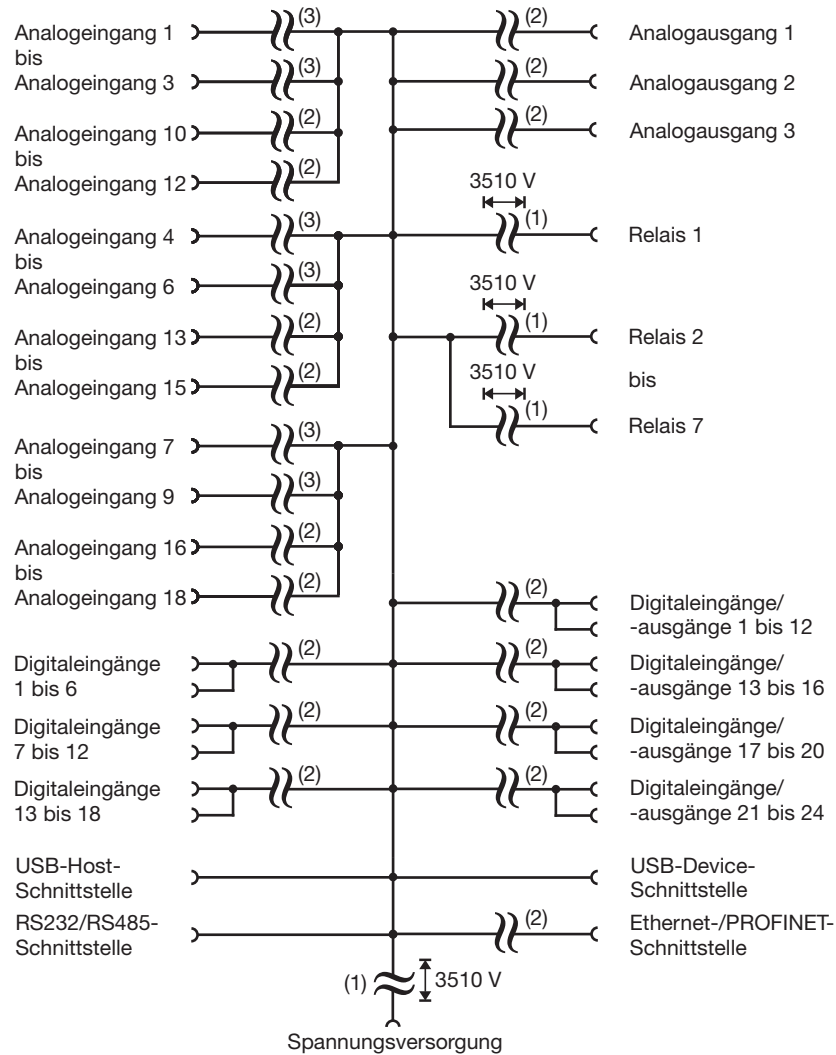 Analogeingang 1
bis
Analogeingang 3
(3)
(3)
Analogeingang 10
bis
Analogeingang 12
(2)
(2)
Analogeingang 4
bis
Analogeingang 6
(3)
(3)
Analogeingang 13
bis
Analogeingang 15
(2)
(2)
Analogeingang 7
bis
Analogeingang 9
(3)
(3)
Analogeingang 16
bis
Analogeingang 18
(2)
(2)
Digitaleingänge
1 bis 6
(2)
Digitaleingänge
7 bis 12
(2)
Digitaleingänge
13 bis 18
(2)
USB-Host-
Schnittstelle
RS232/RS485-
Schnittstelle
(2)
Analogausgang 1
(2)
Analogausgang 2
(2)
Analogausgang 3
3510 V
(1)
Relais 1
3510 V
(1)
Relais 2
bis
3510 V
(1)
Relais 7
(2)
Digitaleingänge/
-ausgänge 1 bis 12
(2)
Digitaleingänge/
-ausgänge 13 bis 16
(2)
Digitaleingänge/
-ausgänge 17 bis 20
(2)
Digitaleingänge/
-ausgänge 21 bis 24
USB-Device-
Schnittstelle
(2)
Ethernet-/PROFINET-
Schnittstelle
(1) 3510 V
Spannungsversorgung